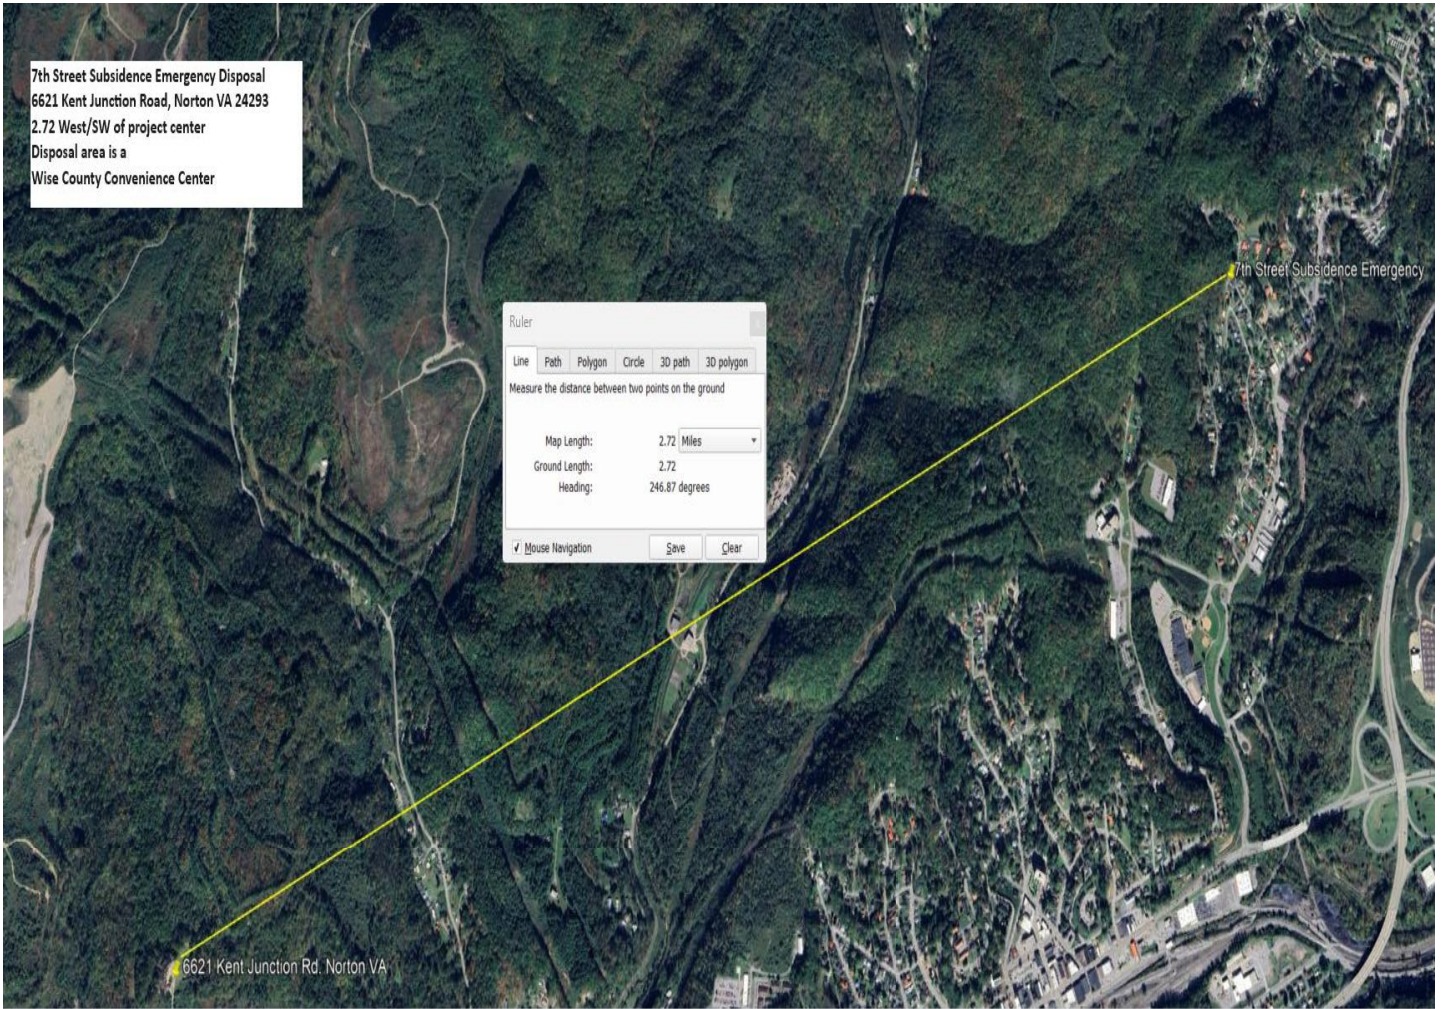 7th Street Subsidence Emergency Disposal
6621 Kent Junction Road, Norton VA 24293
2.72 West/SW of project center
Disposal area is a
Wise County Convenience Center
7th Street Subsidence Emergency
Ruler
Line Path Polygon Circle 3D path 3D polygon
Measure the distance between two points on the ground
Map Length: 2.72 Miles
Ground Length: 2.72
Heading: 246.87 degrees
Mouse Navigation Save Clear
6621 Kent Junction Rd. Norton VA